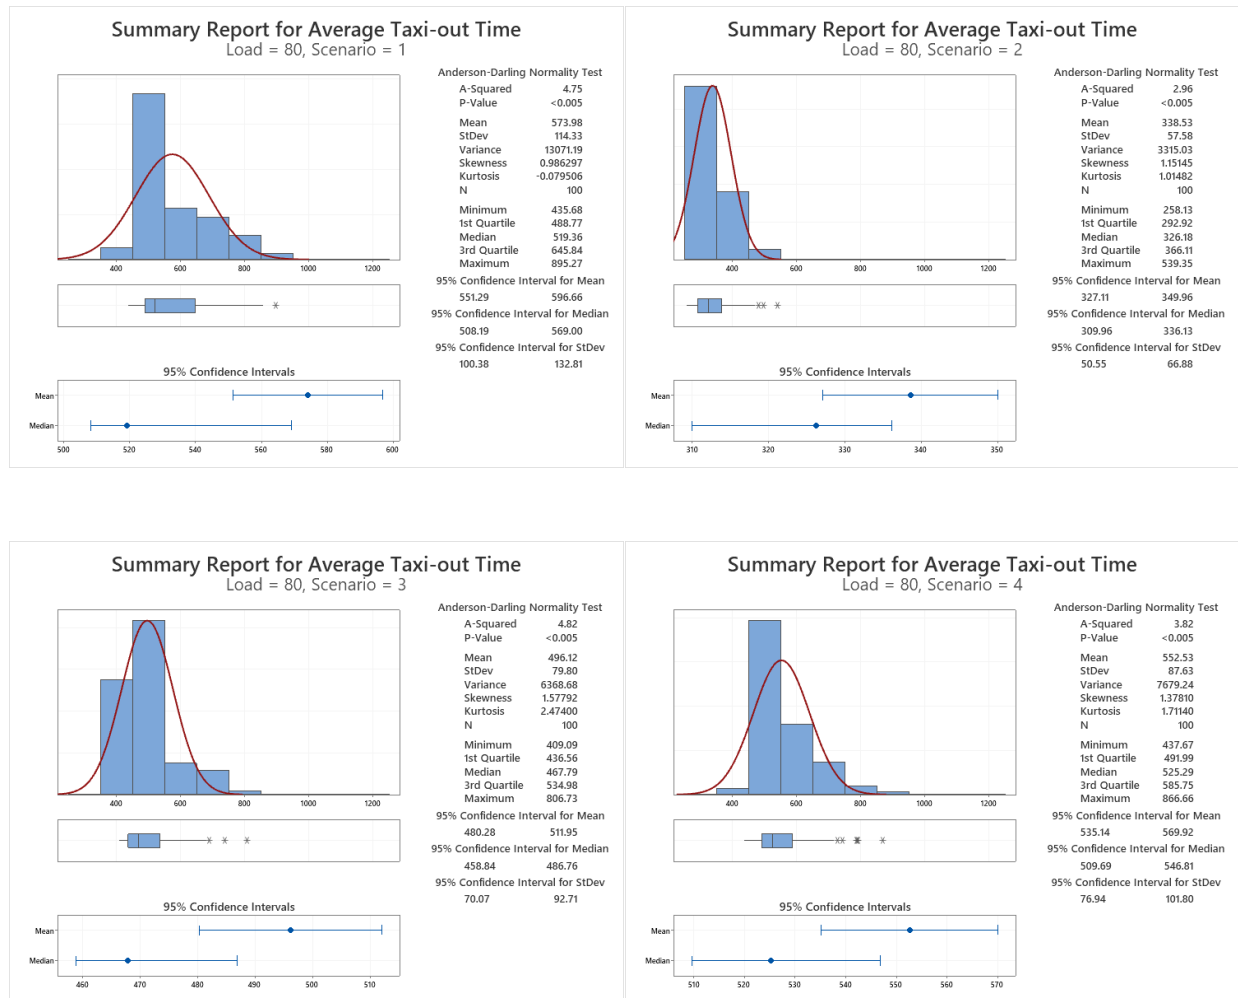 Summary Report for Average Taxi-out Time
Load = 80, Scenario = 1
Anderson-Darling Normality Test
A-Squared 4.75
P-Value <0.005
Mean 573.98
StDev 114.33
Variance 13071.19
Skewness 0.986297
Kurtosis -0.079506
N 100
Minimum 435.68
1st Quartile 488.77
Median 519.36
3rd Quartile 645.84
Maximum 895.27
95% Confidence Interval for Mean
551.29 596.66
95% Confidence Interval for Median
508.19 569.00
95% Confidence Interval for StDev
100.38 132.81
400 600 800 1000 1200
95% Confidence Intervals
Mean
Median
500 520 540 560 580 600
Summary Report for Average Taxi-out Time
Load = 80, Scenario = 2
Anderson-Darling Normality Test
A-Squared 2.96
P-Value <0.005
Mean 338.53
StDev 57.58
Variance 3315.03
Skewness 1.15145
Kurtosis 1.01482
N 100
Minimum 258.13
1st Quartile 292.92
Median 326.18
3rd Quartile 366.11
Maximum 539.35
95% Confidence Interval for Mean
327.11 349.96
95% Confidence Interval for Median
309.96 336.13
95% Confidence Interval for StDev
50.55 66.88
400 600 800 1000 1200
95% Confidence Intervals
Mean
Median
310 320 330 340 350
Summary Report for Average Taxi-out Time
Load = 80, Scenario = 3
Anderson-Darling Normality Test
A-Squared 4.82
P-Value <0.005
Mean 496.12
StDev 79.80
Variance 6368.68
Skewness 1.57792
Kurtosis 2.47400
N 100
Minimum 409.09
1st Quartile 436.56
Median 467.79
3rd Quartile 534.98
Maximum 806.73
95% Confidence Interval for Mean
480.28 511.95
95% Confidence Interval for Median
458.84 486.76
95% Confidence Interval for StDev
70.07 92.71
400 600 800 1000 1200
95% Confidence Intervals
Mean
Median
460 470 480 490 500 510
Summary Report for Average Taxi-out Time
Load = 80, Scenario = 4
Anderson-Darling Normality Test
A-Squared 3.82
P-Value <0.005
Mean 552.53
StDev 87.63
Variance 7679.24
Skewness 1.37810
Kurtosis 1.71140
N 100
Minimum 437.67
1st Quartile 491.99
Median 525.29
3rd Quartile 585.75
Maximum 866.66
95% Confidence Interval for Mean
535.14 569.92
95% Confidence Interval for Median
509.69 546.81
95% Confidence Interval for StDev
76.94 101.80
400 600 800 1000 1200
95% Confidence Intervals
Mean
Median
510 520 530 540 550 560 570